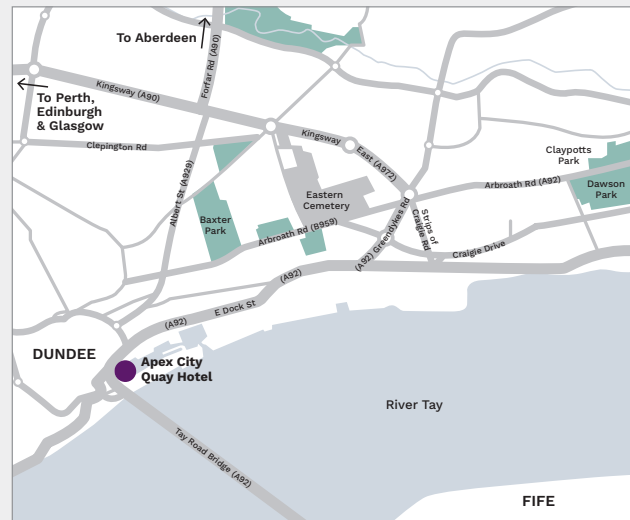 To Aberdeen
Forfar Rd (A90)
To Perth,
Edinburgh
& Glasgow
Kingsway (A90)
Kingsway
East (A972)
Clepington Rd
Claypotts
Park
Arbroath Rd (A92)
Dawson
Park
Albert St (A929)
Eastern
Cemetery
Baxter
Park
Arbroath Rd (B959)
(A92) Greendykes Rd
Strips of
Craigie Rd
Craigie Drive
(A92)
E Dock St
(A92)
DUNDEE
Apex City
Quay Hotel
River Tay
Tay Road Bridge (A92)
FIFE